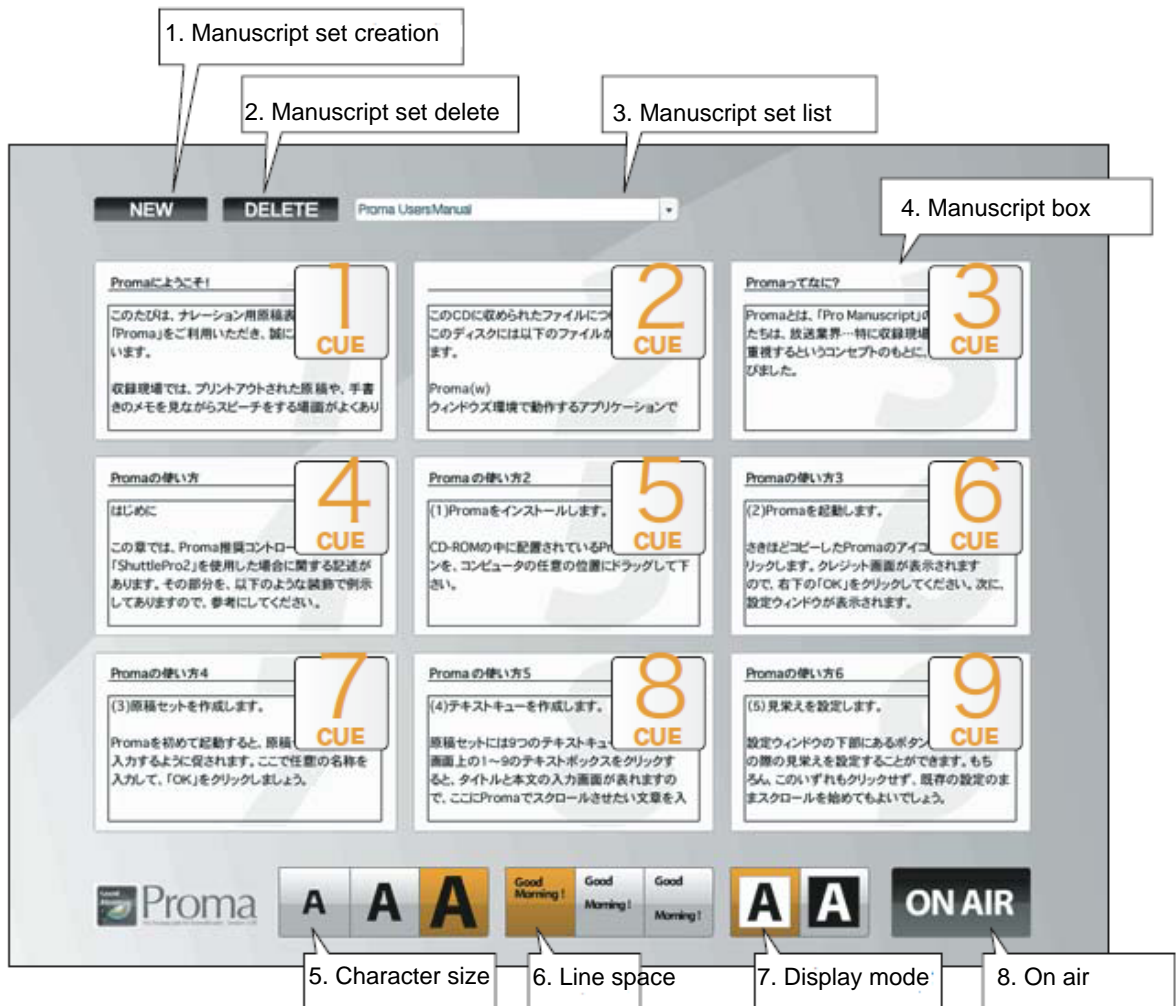 1. Manuscript set creation
2. Manuscript set delete
3. Manuscript set list
NEW
DELETE
Proma UsersManual
4. Manuscript box
Promaにようこそ!
1
CUE
このたびは、ナレーション用原稿表
「Proma」をご利用いただき、誠に
います。
収録現場では、プリントアウトされた原稿や、手書
きのメモを見ながらスピーチをする場面がよくあり
2
CUE
このCDに収められたファイルにつ
このディスクには以下のファイルか
ます。
Proma(w)
ウィンドウズ環境で動作するアプリケーションで
Promaってなに?
3
CUE
Promaとは、「Pro Manuscript」の
たちは、放送業界…特に収録現場
重視するというコンセプトのもとに、
びました。
Promaの使い方
4
CUE
はじめに
この章では、Proma推奨コントロー
「ShuttlePro2」を使用した場合に関する記述が
あります。その部分を、以下のような装飾で例示
してありますので、参考にしてください。
Promaの使い方2
5
CUE
(1)Promaをインストールします。
CD-ROMの中に配置されているPr
ンを、コンピュータの任意の位置にドラッグして下
さい。
Promaの使い方3
6
CUE
(2)Promaを起動します。
さきほどコピーしたPromaのアイコ
リックします。クレジット画面が表示されます
ので、右下の「OK」をクリックしてください。次に、
設定ウィンドウが表示されます。
Promaの使い方4
7
CUE
(3)原稿セットを作成します。
Promaを初めて起動すると、原稿
入力するように促されます。ここで任意の名称を
入力して、「OK」をクリックしましょう。
Promaの使い方5
8
CUE
(4)テキストキューを作成します。
原稿セットには9つのテキストキュ
画面上の1～9のテキストボックスをクリックす
ると、タイトルと本文の入力画面が表れますの
で、ここにPromaでスクロールさせたい文章を入
Promaの使い方6
9
CUE
(5)見栄えを設定します。
設定ウィンドウの下部にあるボタン
の際の見栄えを設定することができます。もち
ろん、このいずれもクリックせず、既存の設定のま
まスクロールを始めてもよいでしょう。
Proma
A
A
A
Good
Morning !
Good
Morning !
Good
Morning !
A
A
ON AIR
5. Character size
6. Line space
7. Display mode
8. On air